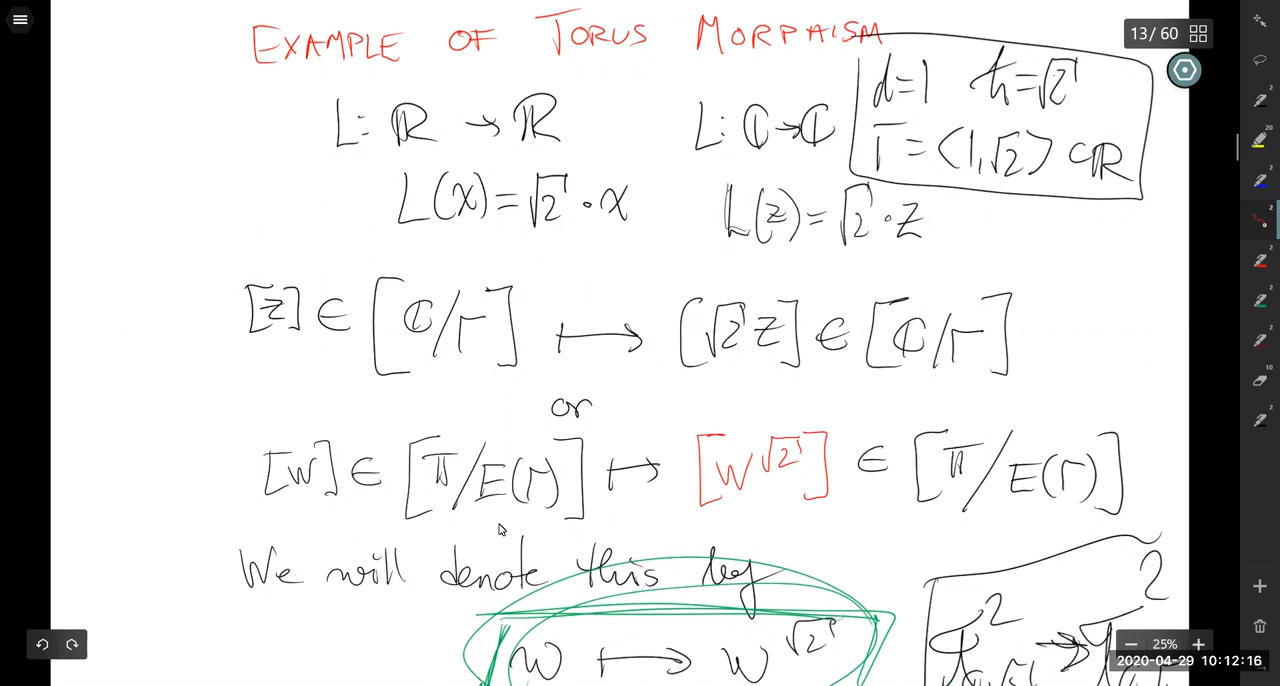 EXAMPLE OF TORUS MORPHISM
13 / 60
d=1 ℏ=√2
Γ=⟨1,√2⟩ ⊂ℝ
L: ℝ → ℝ L: ℂ→ℂ
L(x)=√2 · x L(z)=√2 · z
[z] ∈ [ℂ/Γ] ⟼ [√2 z] ∈ [ℂ/Γ]
or
[w] ∈ [𝕋/E(Γ)] ↦ [w^√2] ∈ [𝕋/E(Γ)]
We will denote this by
w ⟼ w^√2
25%
2020-04-29 10:12:16